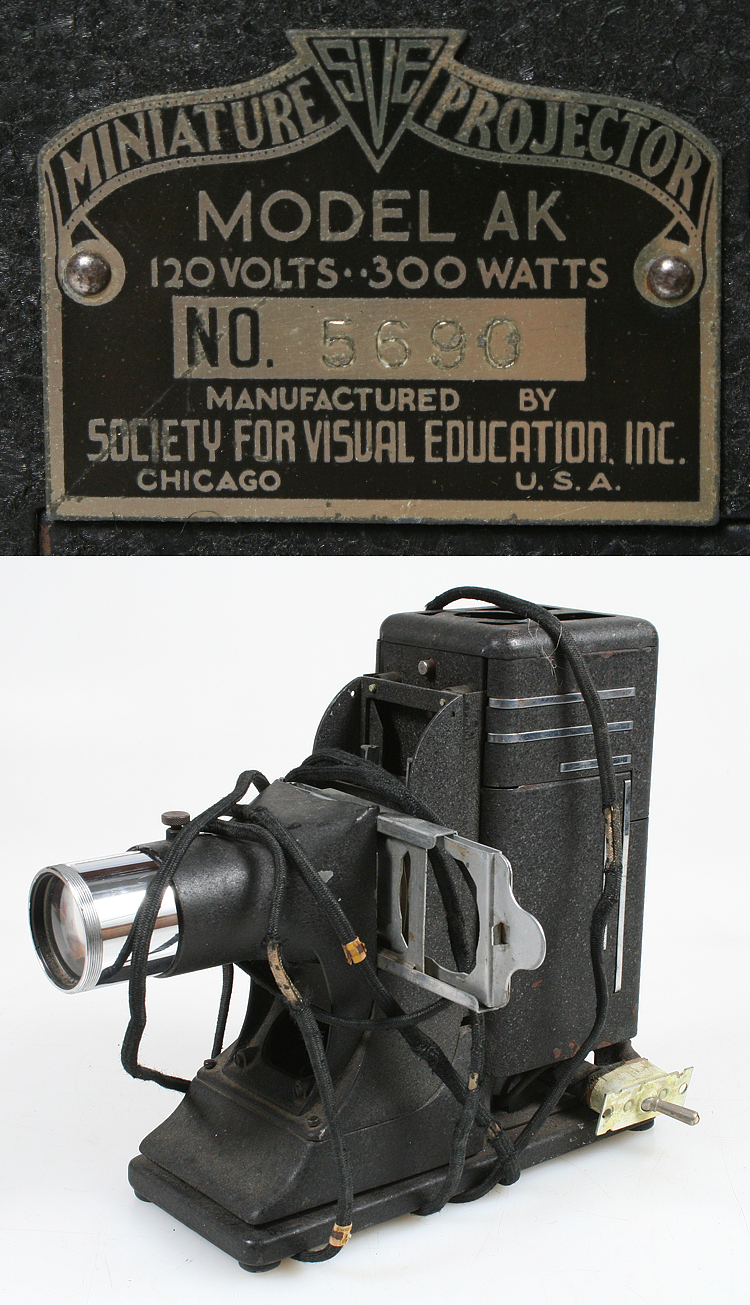 SVE
MINIATURE PROJECTOR
MODEL AK
120 VOLTS··300 WATTS
NO. 5690
MANUFACTURED BY
SOCIETY FOR VISUAL EDUCATION, INC.
CHICAGO U. S. A.